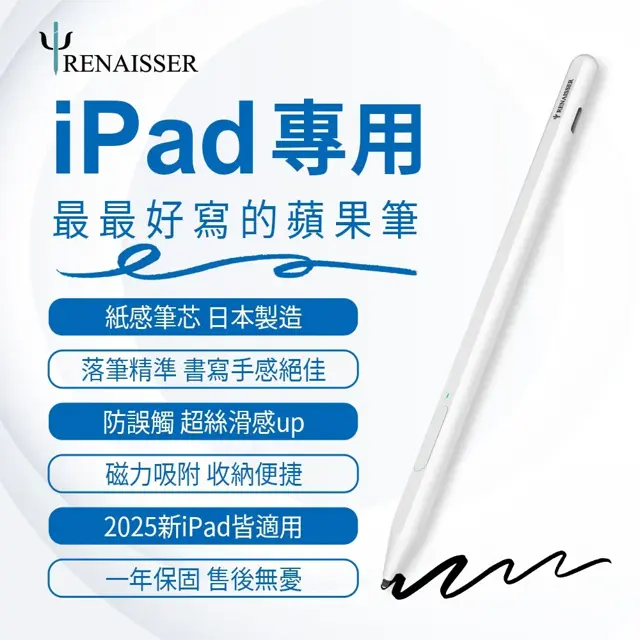 RENAISSER
iPad專用
最最好寫的蘋果筆
紙感筆芯 日本製造
落筆精準 書寫手感絕佳
防誤觸 超絲滑感up
磁力吸附 收納便捷
2025新iPad皆適用
一年保固 售後無憂
RENAISSER